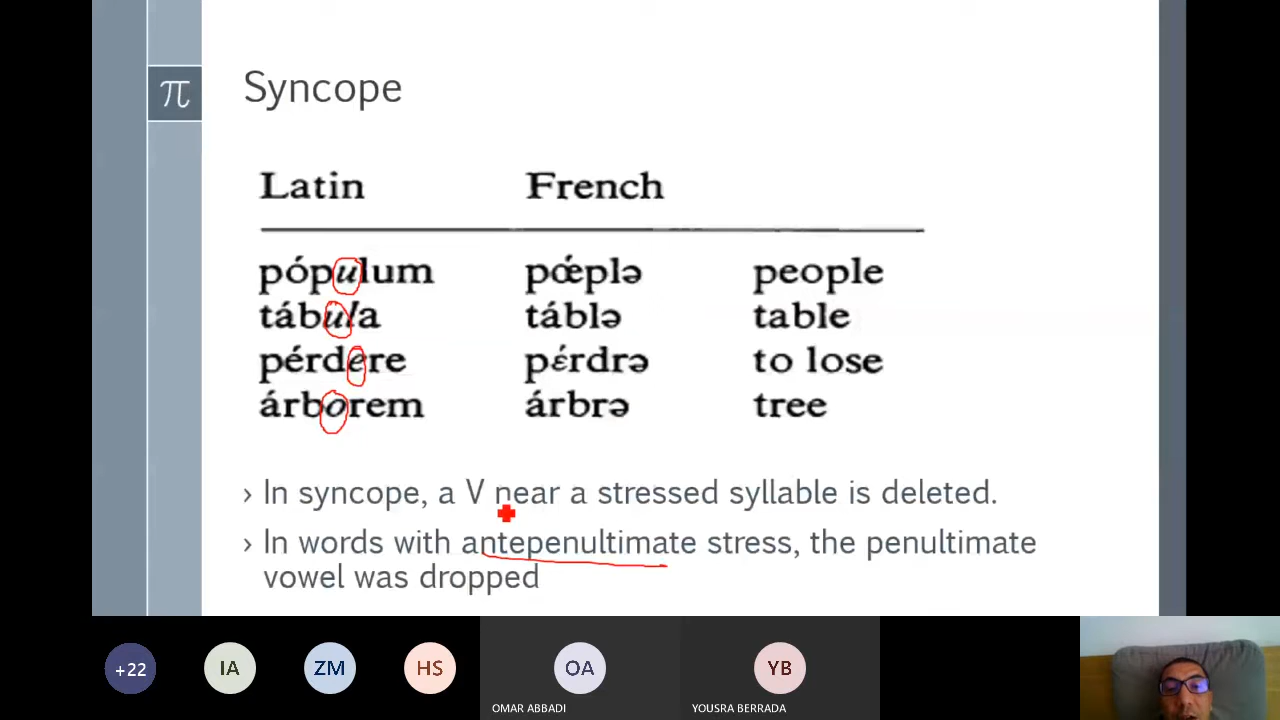 π
Syncope
Latin French
pópulum pœ́plə people
tábula táblə table
pérdere pɛ́rdrə to lose
árborem árbrə tree
› In syncope, a V near a stressed syllable is deleted.
› In words with antepenultimate stress, the penultimate
vowel was dropped
+22 IA ZM HS OA YB
OMAR ABBADI YOUSRA BERRADA